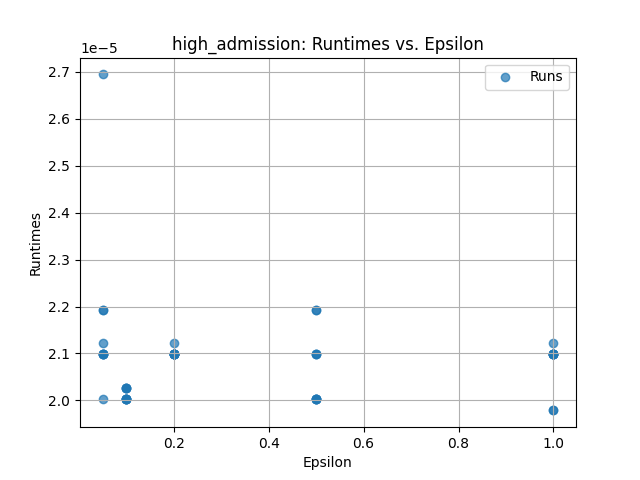 high_admission: Runtimes vs. Epsilon
1e−5
Runs
2.7
2.6
2.5
2.4
2.3
2.2
2.1
2.0
Runtimes
0.2 0.4 0.6 0.8 1.0
Epsilon